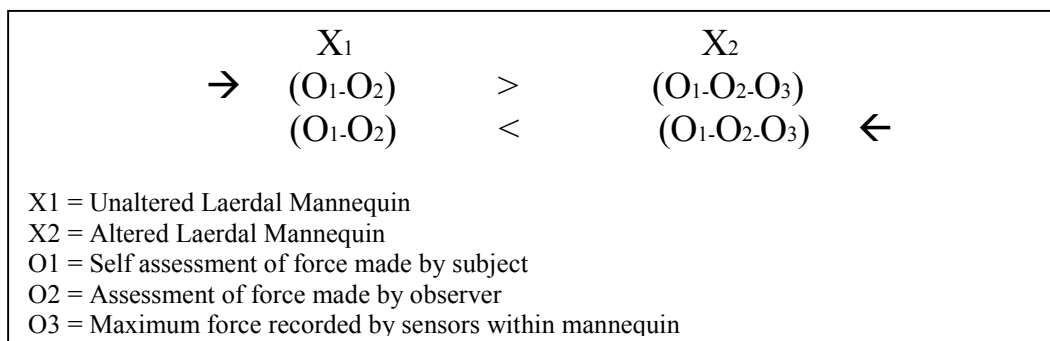 X₁ X₂
→ (O₁-O₂) > (O₁-O₂-O₃)
(O₁-O₂) < (O₁-O₂-O₃) ←
X1 = Unaltered Laerdal Mannequin
X2 = Altered Laerdal Mannequin
O1 = Self assessment of force made by subject
O2 = Assessment of force made by observer
O3 = Maximum force recorded by sensors within mannequin